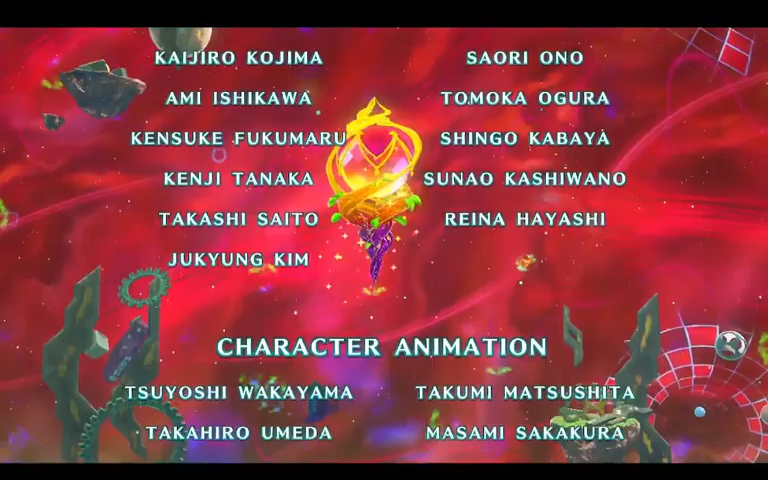 KAIJIRO KOJIMA SAORI ONO
AMI ISHIKAWA TOMOKA OGURA
KENSUKE FUKUMARU SHINGO KABAYA
KENJI TANAKA SUNAO KASHIWANO
TAKASHI SAITO REINA HAYASHI
JUKYUNG KIM
CHARACTER ANIMATION
TSUYOSHI WAKAYAMA TAKUMI MATSUSHITA
TAKAHIRO UMEDA MASAMI SAKAKURA